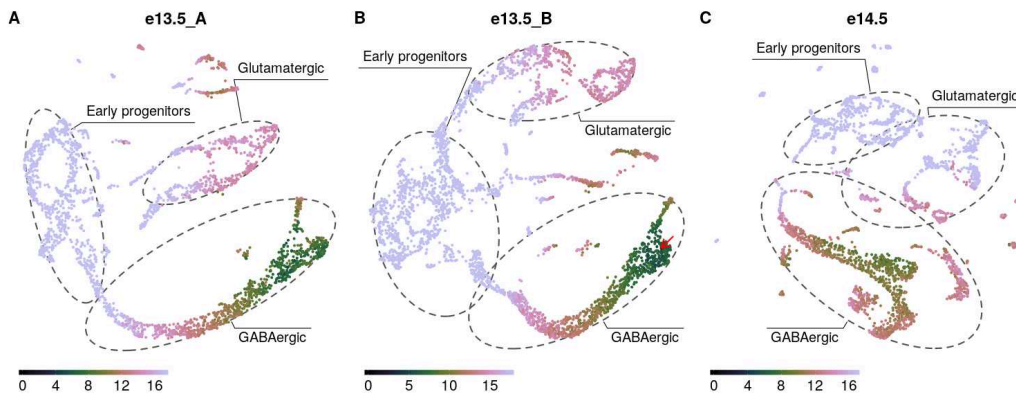 A
e13.5_A
Glutamatergic
Early progenitors
GABAergic
0 4 8 12 16
B
e13.5_B
Early progenitors
Glutamatergic
GABAergic
0 5 10 15
C
e14.5
Early progenitors
Glutamatergic
GABAergic
0 4 8 12 16